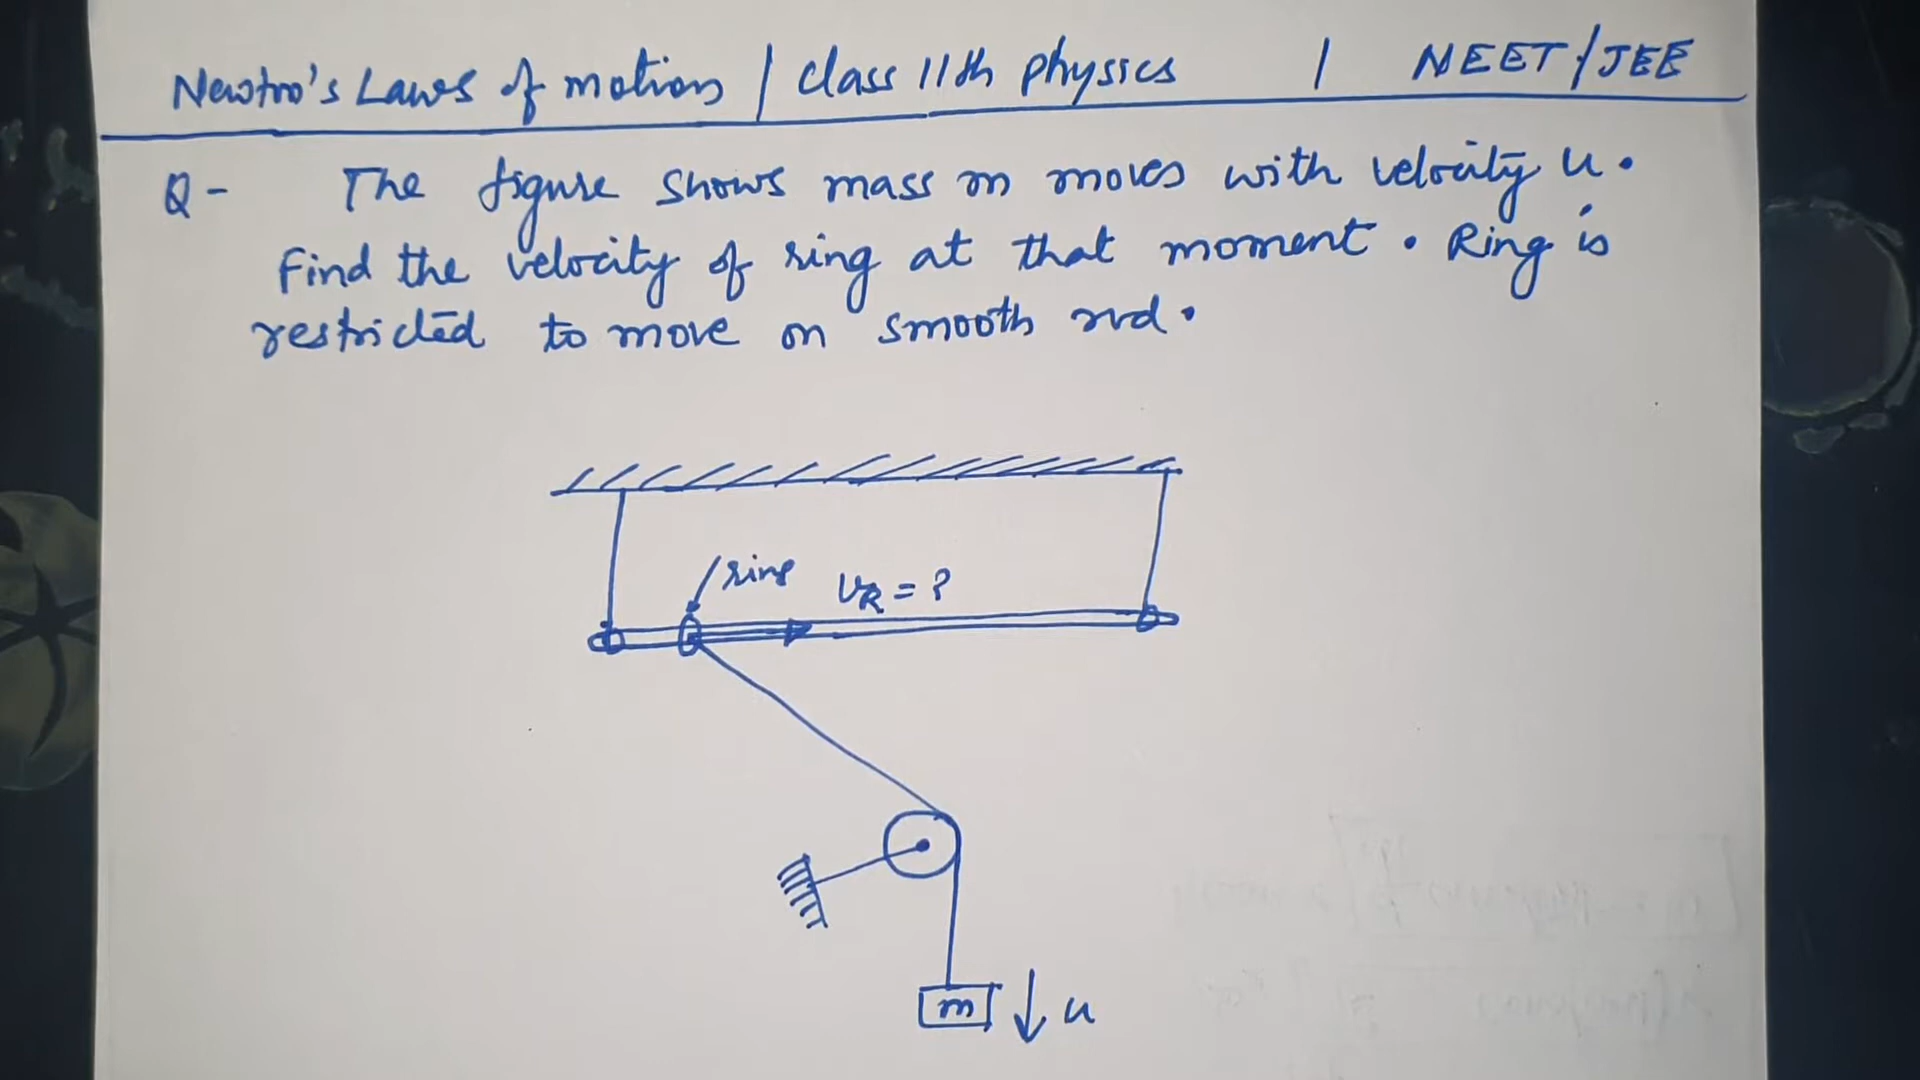 Newton's Laws of motion | class 11th physics | NEET/JEE
Q- The figure shows mass m moves with velocity u.
Find the velocity of ring at that moment. Ring is
restricted to move on smooth rod.
ring
VR = ?
m u